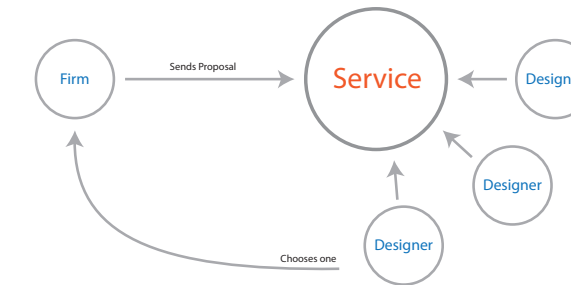 Firm
Sends Proposal
Service
Design
Designer
Designer
Chooses one